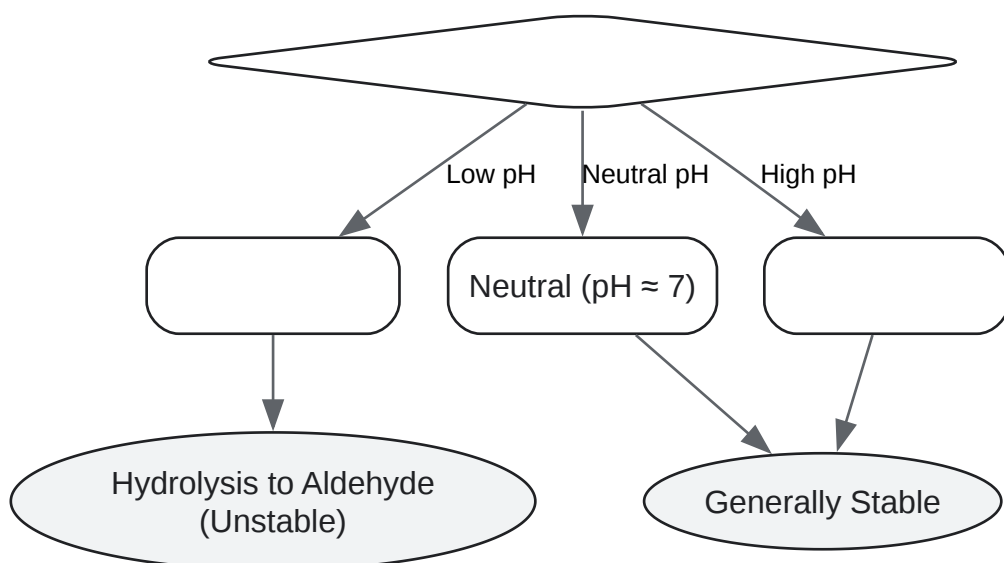 Low pH
Neutral pH
High pH
Neutral (pH ≈ 7)
Hydrolysis to Aldehyde
(Unstable)
Generally Stable